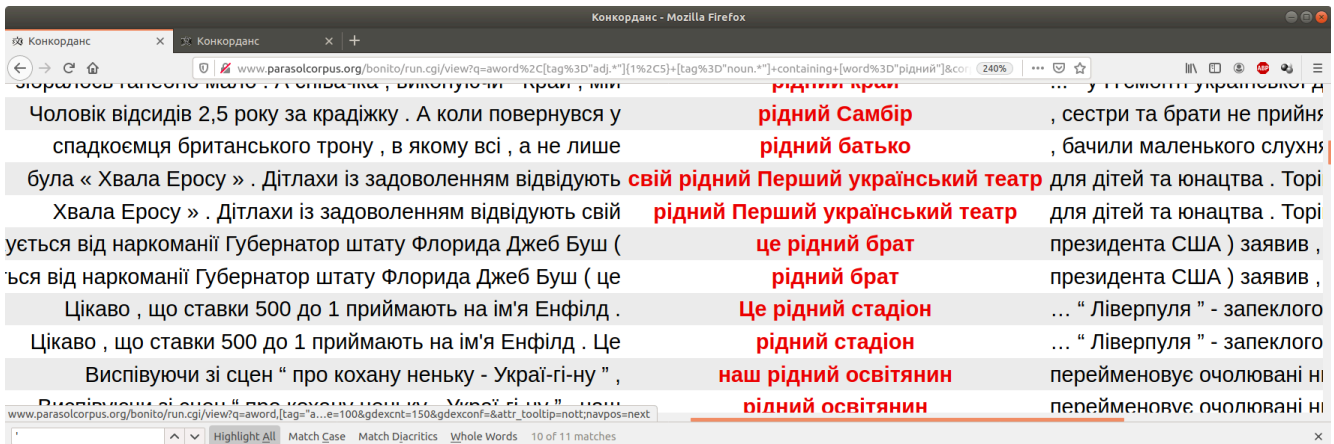 Конкорданс - Mozilla Firefox
Конкорданс × Конкорданс × +
www.parasolcorpus.org/bonito/run.cgi/view?q=aword%2C[tag%3D"adj.*"]{1%2C5}+[tag%3D"noun.*"]+containing+[word%3D"рідний"]&cor 240%
рідний край
Чоловік відсидів 2,5 року за крадіжку . А коли повернувся у рідний Самбір , сестри та брати не прийня
спадкоємця британського трону , в якому всі , а не лише рідний батько , бачили маленького слухня
була « Хвала Еросу » . Дітлахи із задоволенням відвідують свій рідний Перший український театр для дітей та юнацтва . Торі
Хвала Еросу » . Дітлахи із задоволенням відвідують свій рідний Перший український театр для дітей та юнацтва . Торі
ується від наркоманії Губернатор штату Флорида Джеб Буш ( це рідний брат президента США ) заявив ,
ься від наркоманії Губернатор штату Флорида Джеб Буш ( це рідний брат президента США ) заявив ,
Цікаво , що ставки 500 до 1 приймають на ім'я Енфілд . Це рідний стадіон … “ Ліверпуля ” - запеклого
Цікаво , що ставки 500 до 1 приймають на ім'я Енфілд . Це рідний стадіон … “ Ліверпуля ” - запеклого
Виспівуючи зі сцен “ про кохану неньку - Украї-гі-ну ” , наш рідний освітянин перейменовує очоловані н
рідний освітянин перейменовує очоловані н
www.parasolcorpus.org/bonito/run.cgi/view?q=aword,[tag="a…e=100&gdexcnt=150&gdexconf=&attr_tooltip=nott;navpos=next
' Highlight All Match Case Match Diacritics Whole Words 10 of 11 matches ×